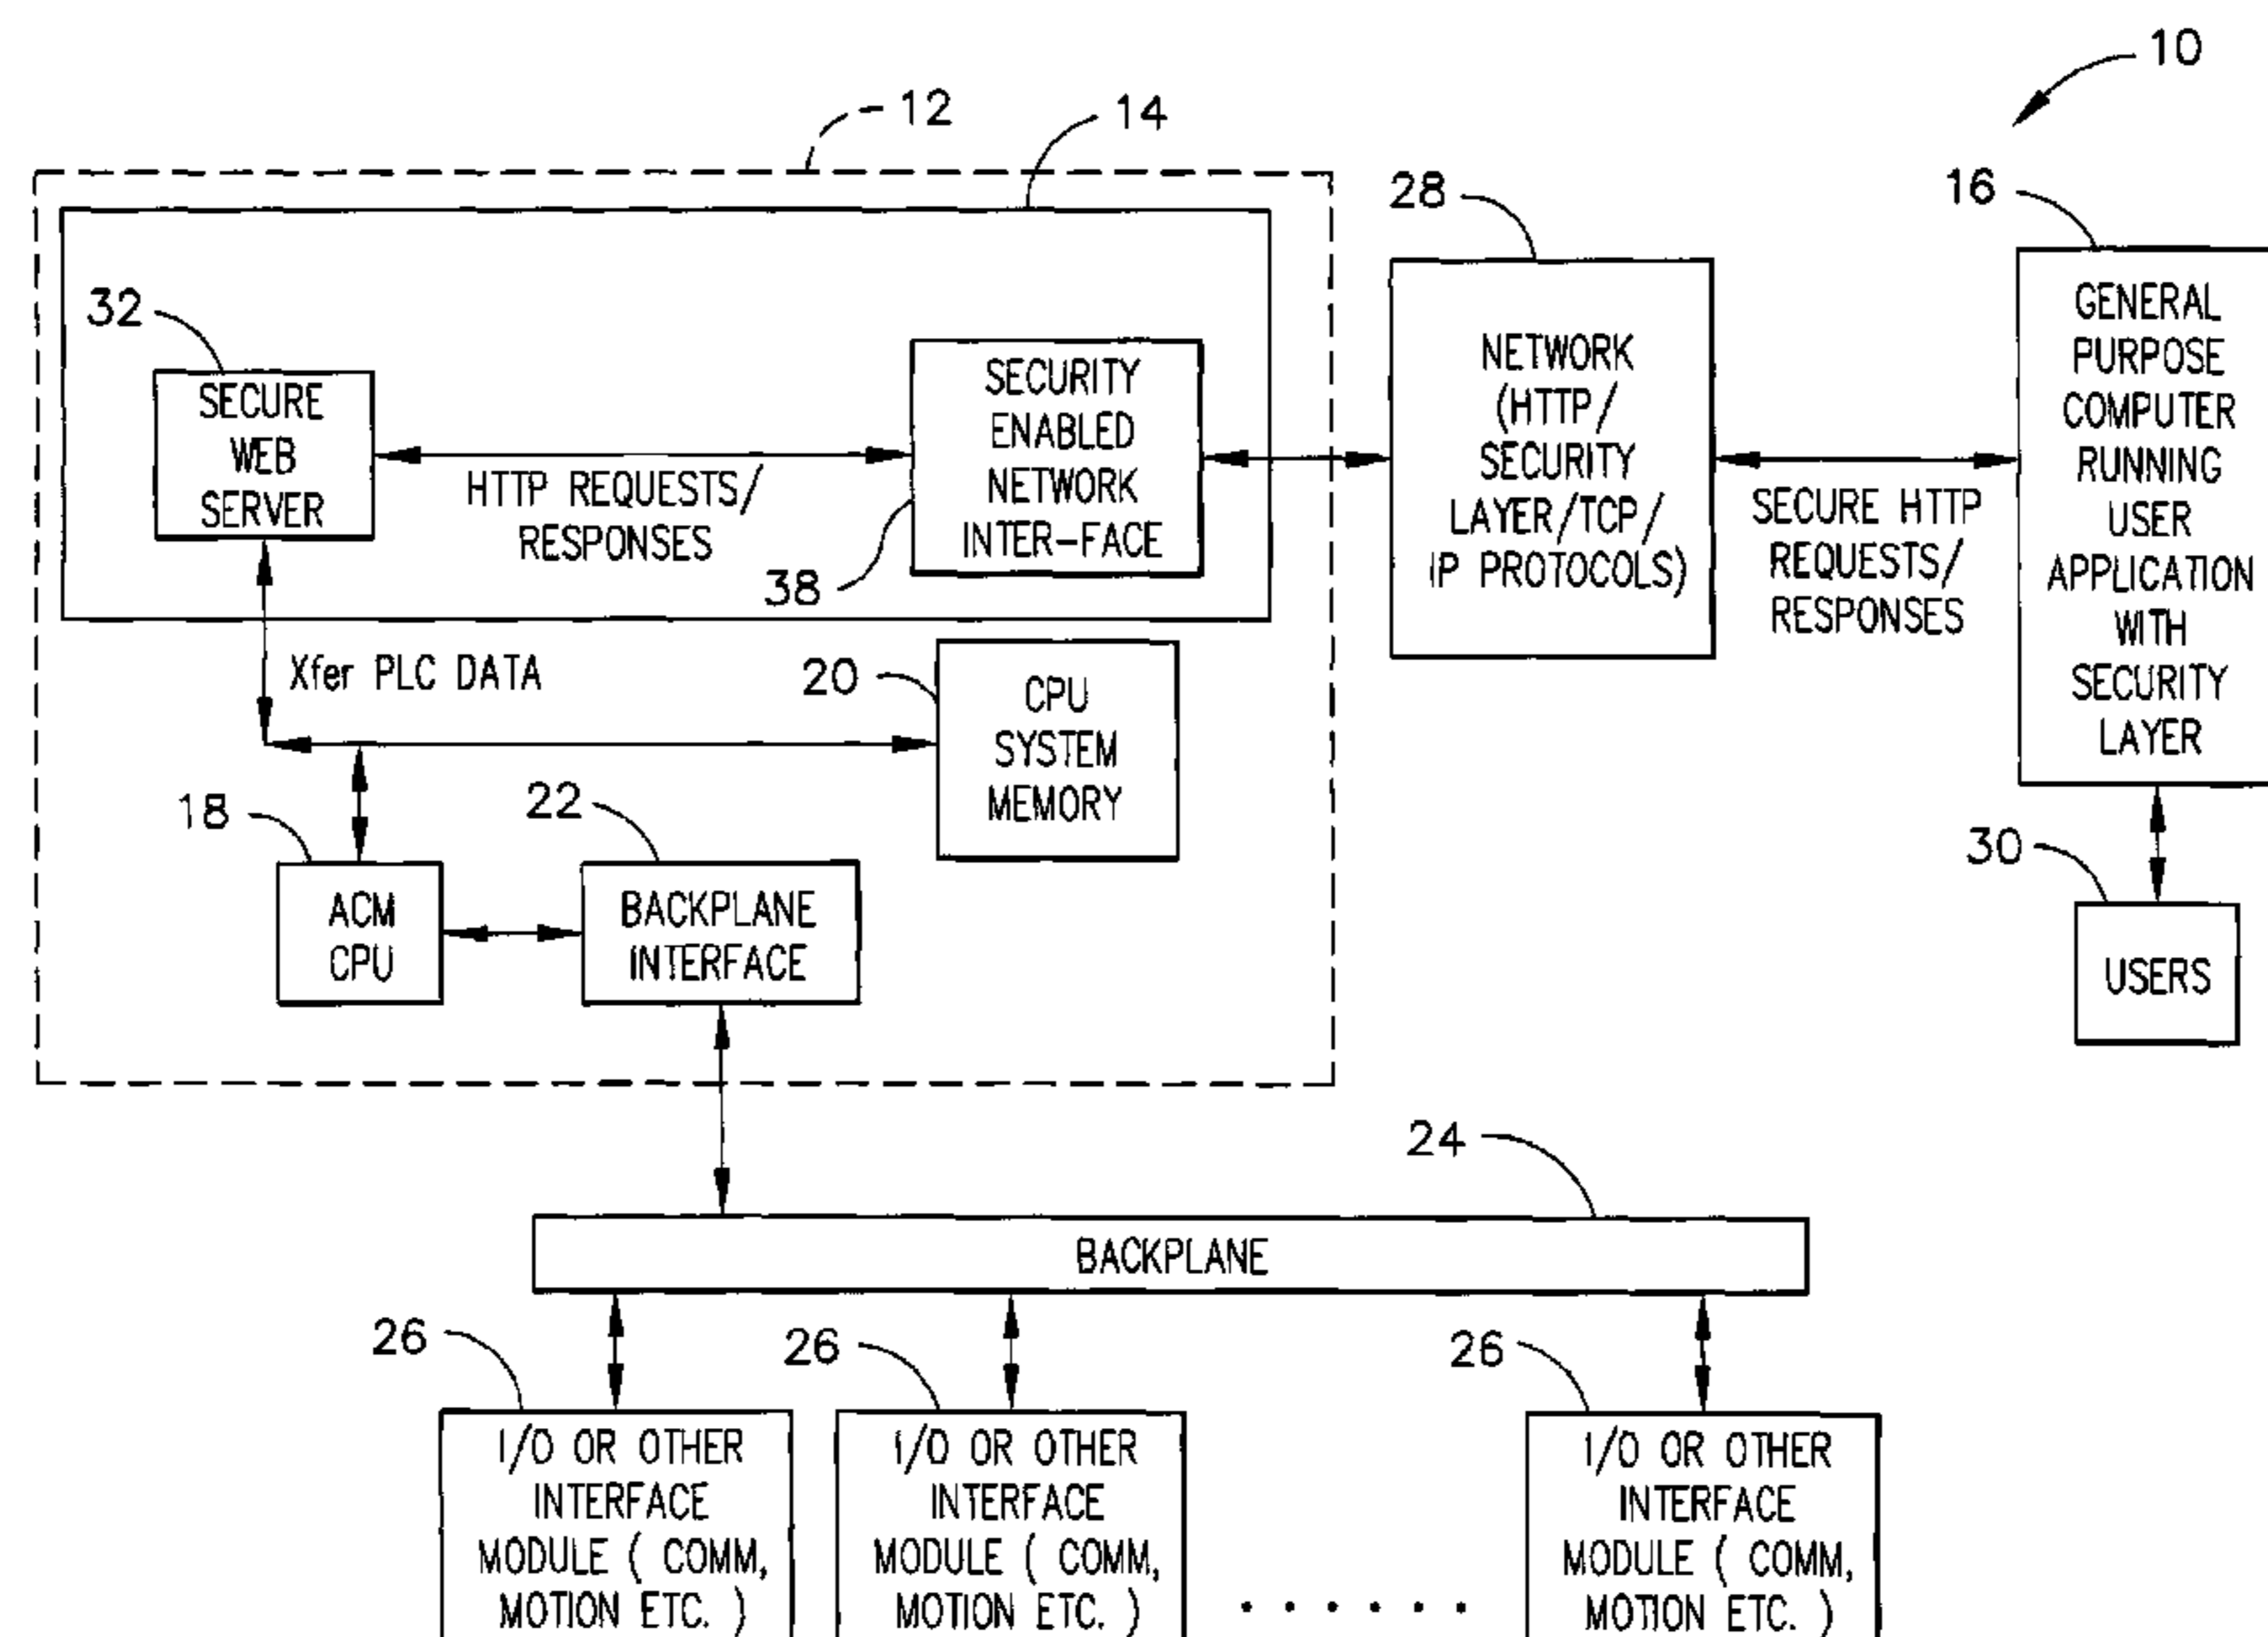 10
12
14
28
16
32
SECURE
WEB
SERVER
HTTP REQUESTS/
RESPONSES
SECURITY
ENABLED
NETWORK
INTER-FACE
38
NETWORK
(HTTP/
SECURITY
LAYER/TCP/
IP PROTOCOLS)
SECURE HTTP
REQUESTS/
RESPONSES
GENERAL
PURPOSE
COMPUTER
RUNNING
USER
APPLICATION
WITH
SECURITY
LAYER
Xfer PLC DATA
20
CPU
SYSTEM
MEMORY
18
ACM
CPU
22
BACKPLANE
INTERFACE
30
USERS
24
BACKPLANE
26
I/O OR OTHER
INTERFACE
MODULE ( COMM,
MOTION ETC. )
26
I/O OR OTHER
INTERFACE
MODULE ( COMM,
MOTION ETC. )
......
26
I/O OR OTHER
INTERFACE
MODULE ( COMM,
MOTION ETC. )